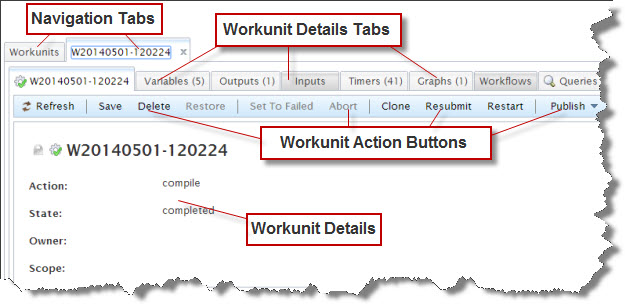 Navigation Tabs
Workunit Details Tabs
Workunits W20140501-120224 x
W20140501-120224 Variables (5) Outputs (1) Inputs Timers (41) Graphs (1) Workflows Queries
Refresh Save Delete Restore Set To Failed Abort Clone Resubmit Restart Publish
Workunit Action Buttons
W20140501-120224
Action: compile
State: completed
Workunit Details
Owner:
Scope: